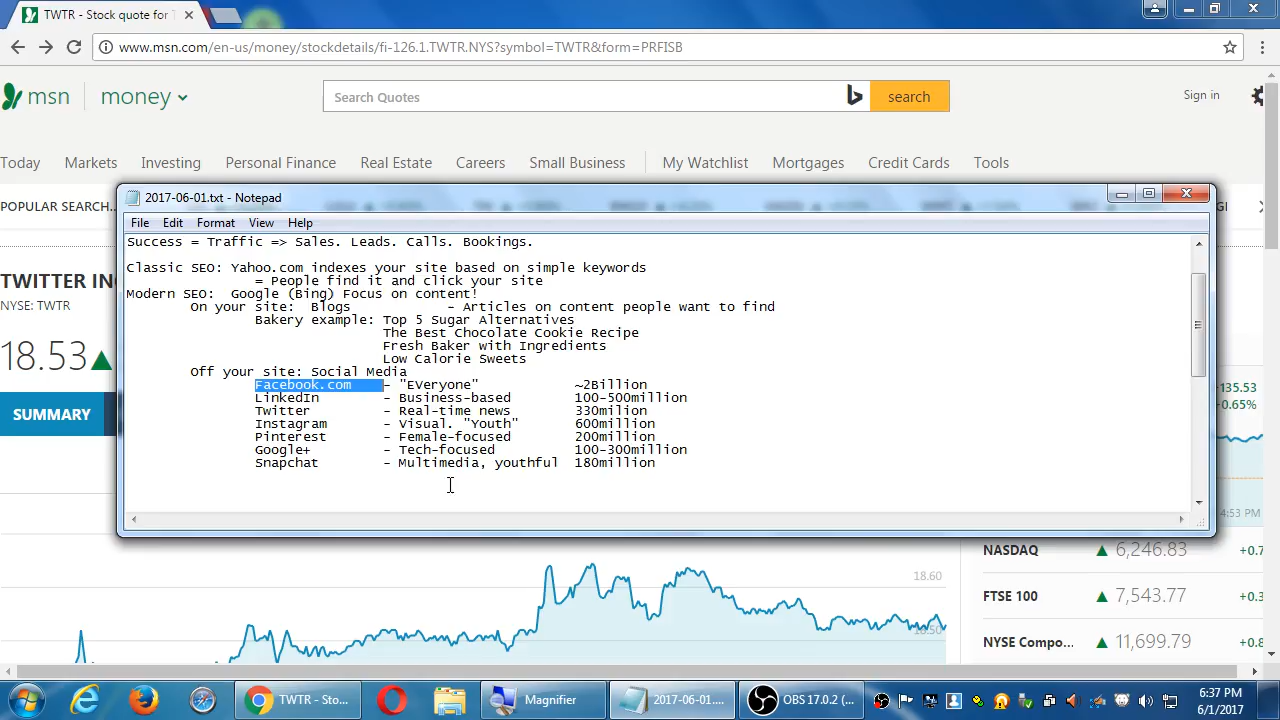 TWTR - Stock quote for T
www.msn.com/en-us/money/stockdetails/fi-126.1.TWTR.NYS?symbol=TWTR&form=PRFISB
msn money
Search Quotes
search
Sign in
Today Markets Investing Personal Finance Real Estate Careers Small Business My Watchlist Mortgages Credit Cards Tools
POPULAR SEARCH..
2017-06-01.txt - Notepad
File Edit Format View Help
Success = Traffic => Sales. Leads. Calls. Bookings.
Classic SEO: Yahoo.com indexes your site based on simple keywords
= People find it and click your site
Modern SEO: Google (Bing) Focus on content!
On your site: Blogs - Articles on content people want to find
Bakery example: Top 5 Sugar Alternatives
The Best Chocolate Cookie Recipe
Fresh Baker with Ingredients
Low Calorie Sweets
Off your site: Social Media
Facebook.com - "EVeryone" ~2Billion
LinkedIn - Business-based 100-500million
Twitter - Real-time news 330milion
Instagram - Visual. "Youth" 600million
Pinterest - Female-focused 200million
Google+ - Tech-focused 100-300million
Snapchat - Multimedia, youthful 180million
TWITTER IN
NYSE: TWTR
18.53
SUMMARY
135.53
+0.65%
4:53 PM
18.60
18.50
NASDAQ 6,246.83 +0.7
FTSE 100 7,543.77 +0.3
NYSE Compo... 11,699.79 +0.8
TWTR - Stoc...
Magnifier
2017-06-01....
OBS 17.0.2 (...
6:37 PM
6/1/2017